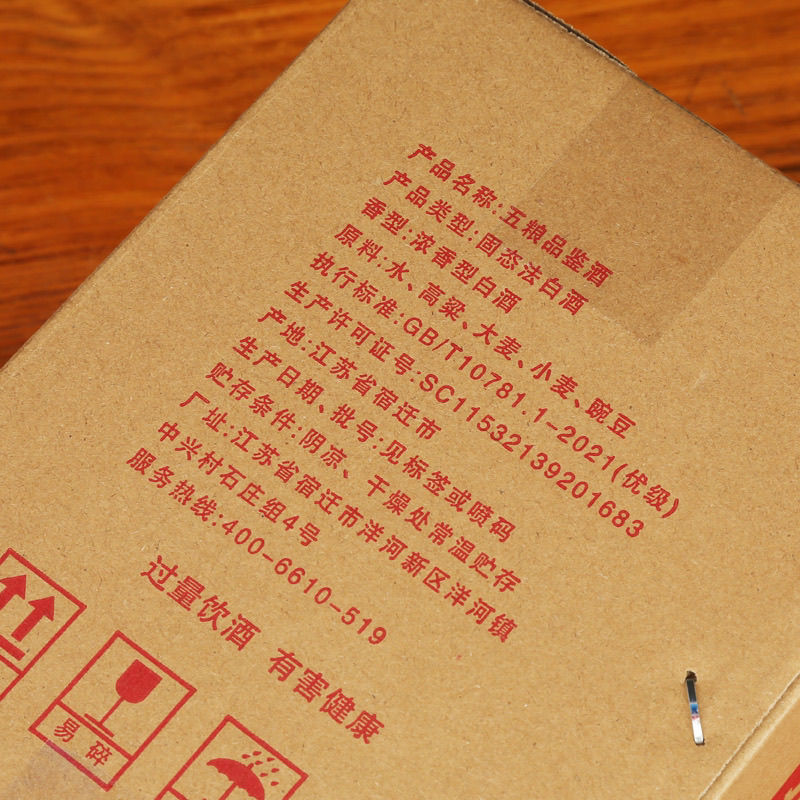 产品名称:五粮品鉴酒
产品类型:固态法白酒
香型:浓香型白酒
原料:水、高粱、大麦、小麦、豌豆
执行标准:GB/T10781.1-2021(优级)
生产许可证号:SC11532139201683
产地:江苏省宿迁市
生产日期、批号:见标签或喷码
贮存条件:阴凉、干燥处常温贮存
厂址:江苏省宿迁市洋河新区洋河镇
中兴村石庄组4号
服务热线:400-6610-519
过量饮酒 有害健康
易碎